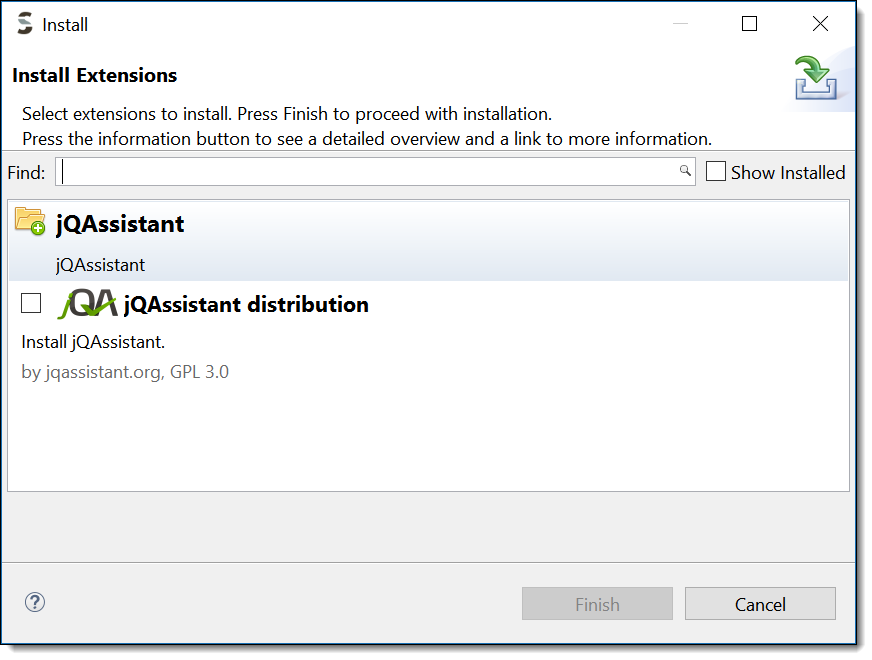 Install
Install Extensions
Select extensions to install. Press Finish to proceed with installation.
Press the information button to see a detailed overview and a link to more information.
Find: Show Installed
jQAssistant
jQAssistant
jQA jQAssistant distribution
Install jQAssistant.
by jqassistant.org, GPL 3.0
? Finish Cancel